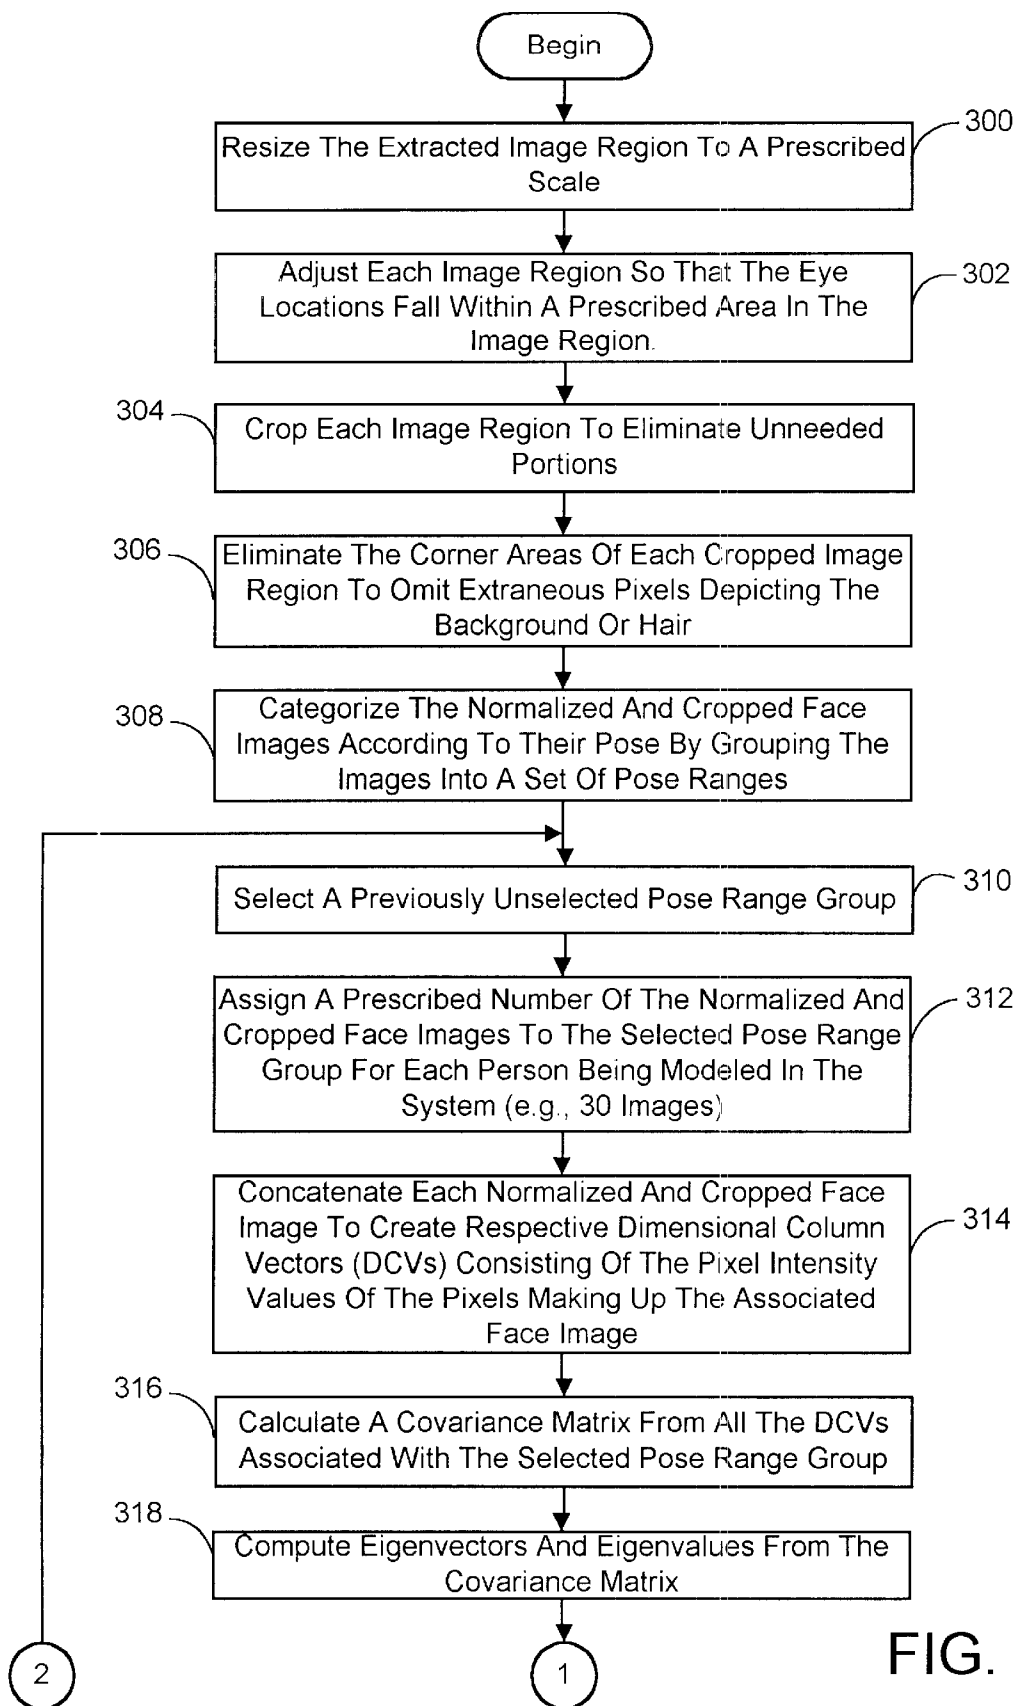 Begin
300
Resize The Extracted Image Region To A Prescribed
Scale
302
Adjust Each Image Region So That The Eye
Locations Fall Within A Prescribed Area In The
Image Region.
304
Crop Each Image Region To Eliminate Unneeded
Portions
306
Eliminate The Corner Areas Of Each Cropped Image
Region To Omit Extraneous Pixels Depicting The
Background Or Hair
308
Categorize The Normalized And Cropped Face
Images According To Their Pose By Grouping The
Images Into A Set Of Pose Ranges
310
Select A Previously Unselected Pose Range Group
312
Assign A Prescribed Number Of The Normalized And
Cropped Face Images To The Selected Pose Range
Group For Each Person Being Modeled In The
System (e.g., 30 Images)
314
Concatenate Each Normalized And Cropped Face
Image To Create Respective Dimensional Column
Vectors (DCVs) Consisting Of The Pixel Intensity
Values Of The Pixels Making Up The Associated
Face Image
316
Calculate A Covariance Matrix From All The DCVs
Associated With The Selected Pose Range Group
318
Compute Eigenvectors And Eigenvalues From The
Covariance Matrix
2
1
FIG.